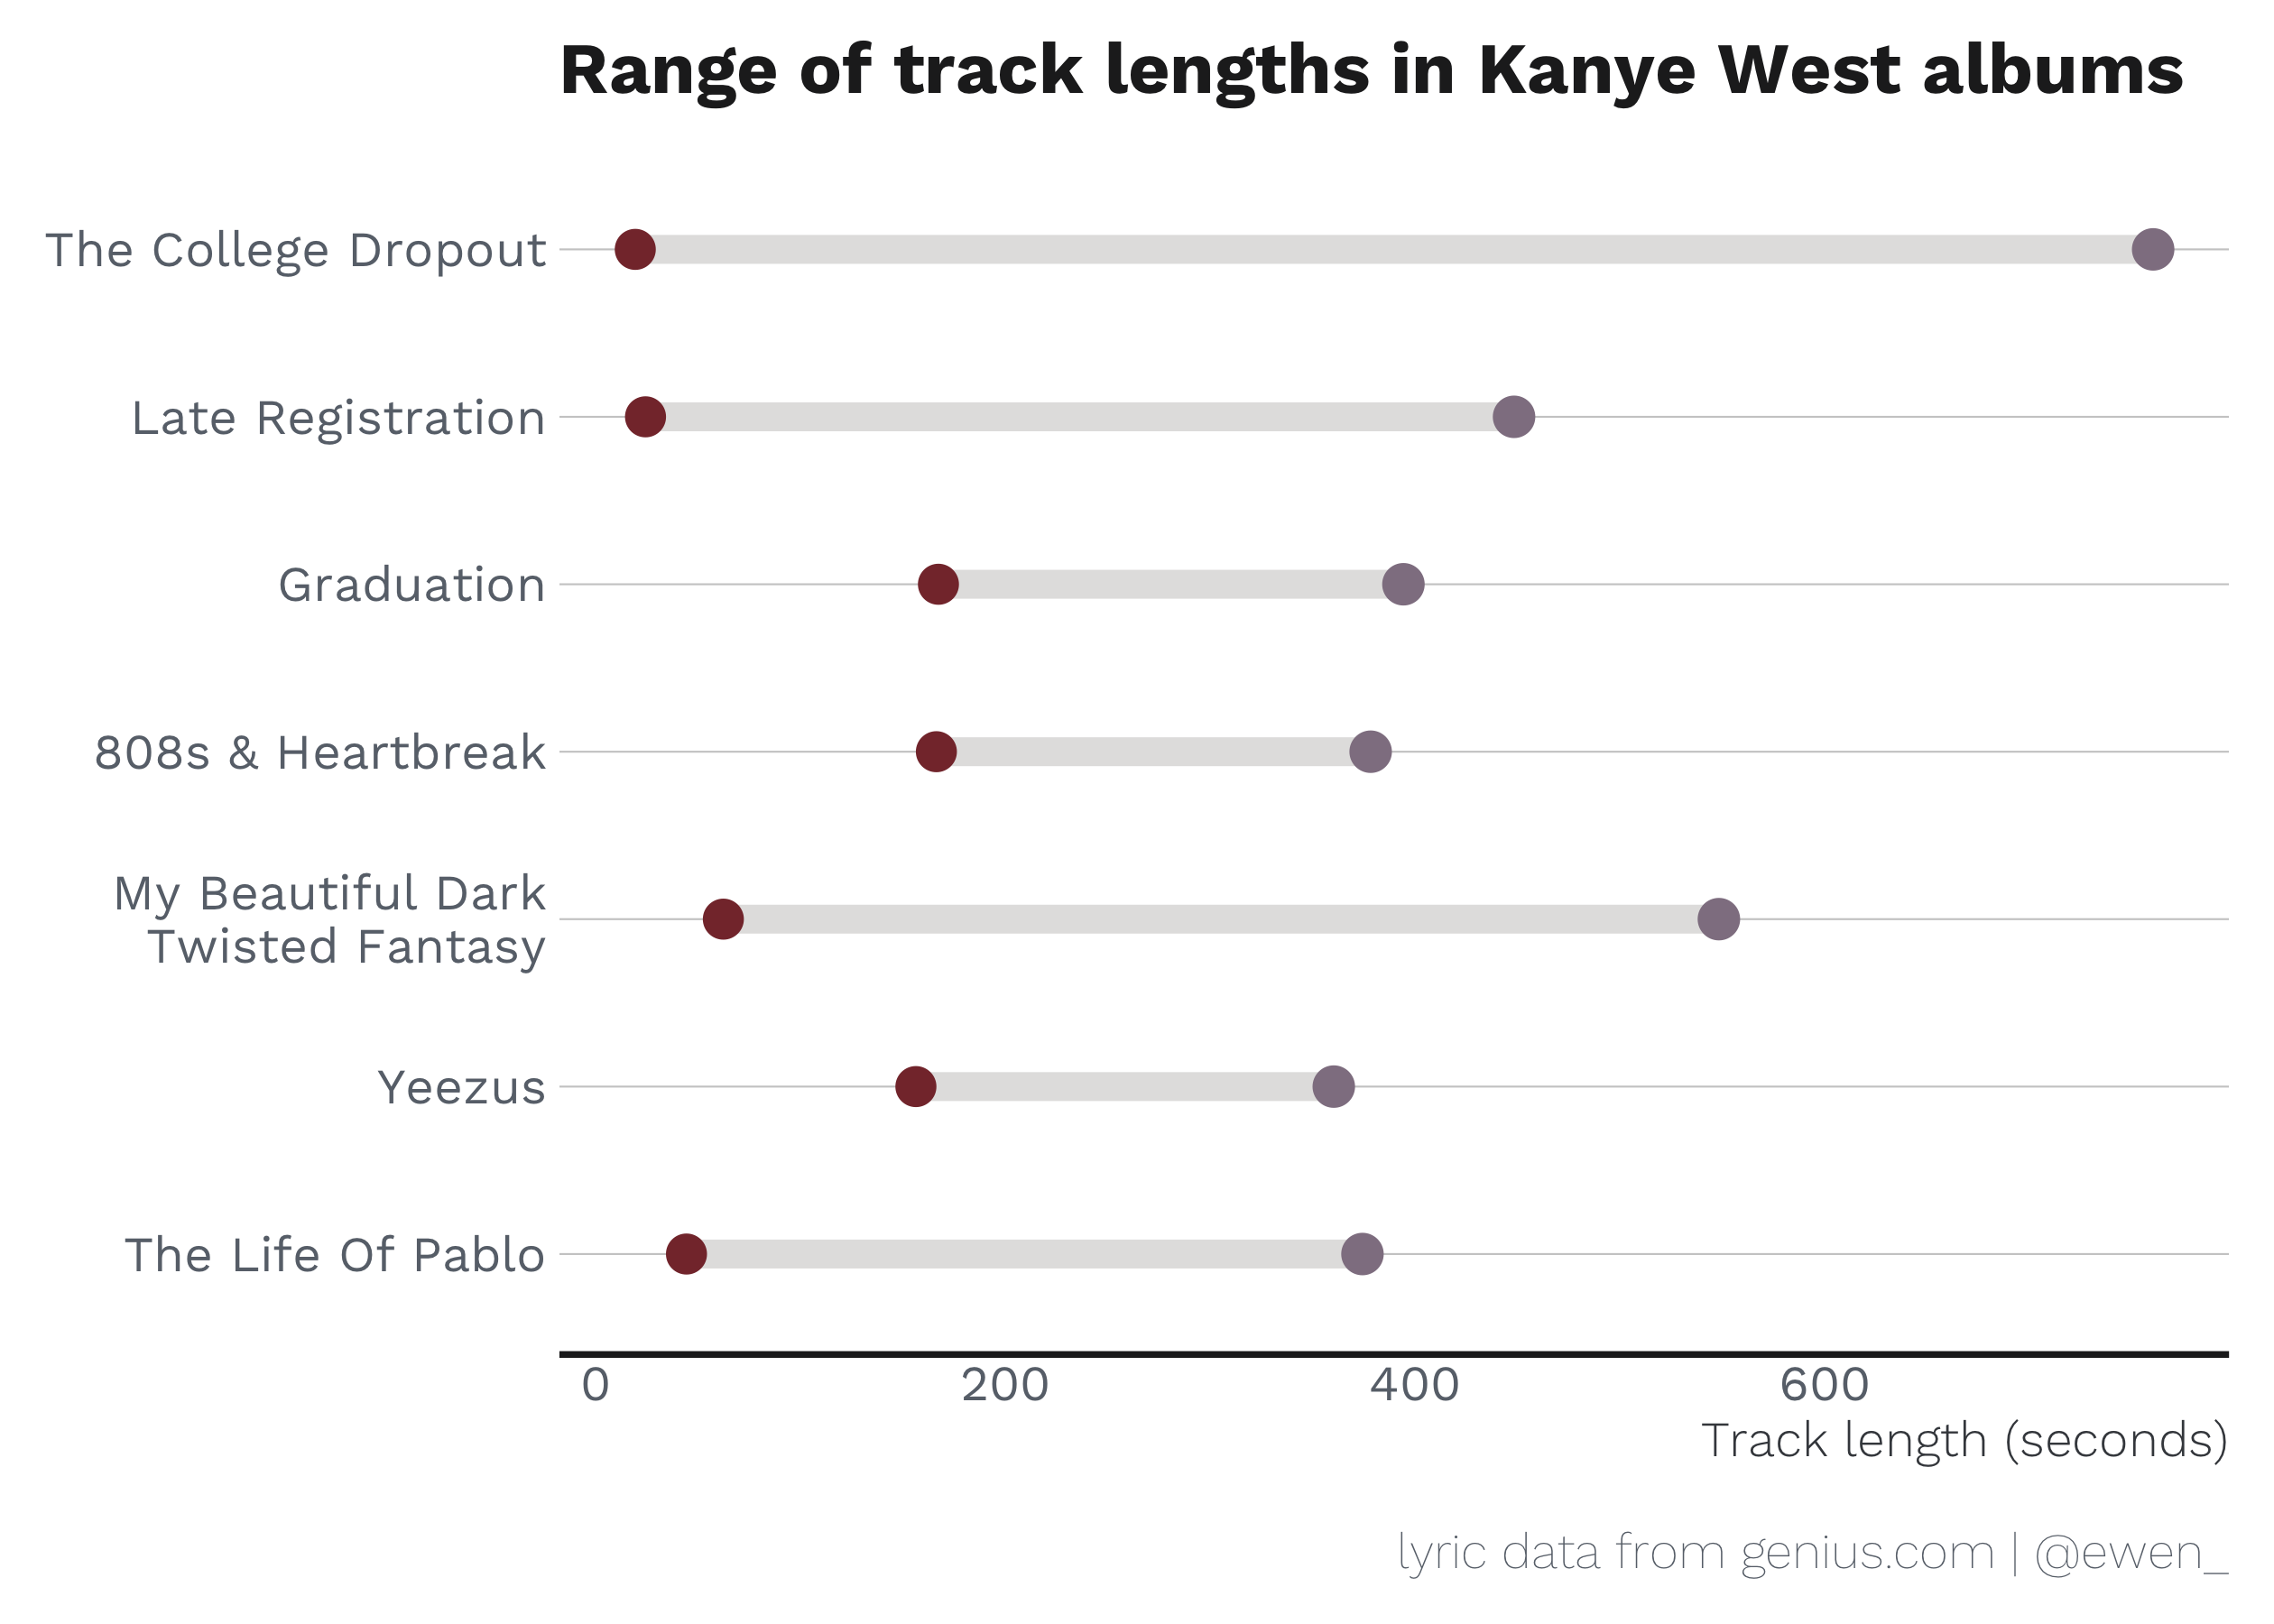 Range of track lengths in Kanye West albums
The College Dropout
Late Registration
Graduation
808s & Heartbreak
My Beautiful Dark
Twisted Fantasy
Yeezus
The Life Of Pablo
0 200 400 600
Track length (seconds)
lyric data from genius.com | @ewen_